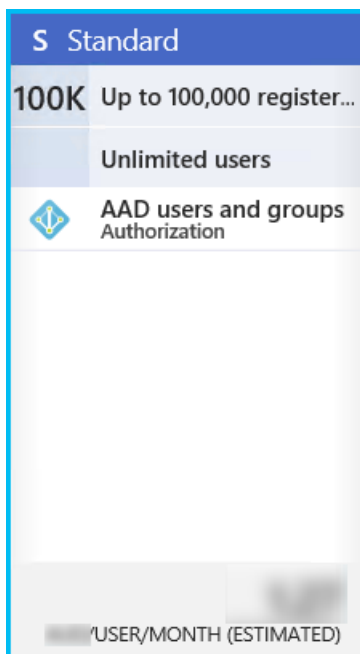 S Standard
100K Up to 100,000 register...
Unlimited users
AAD users and groups
Authorization
/USER/MONTH (ESTIMATED)